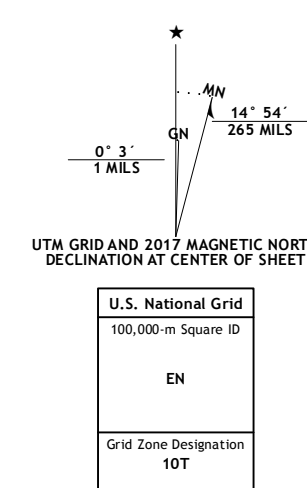 ★
MN
GN
14° 54´
265 MILS
0° 3´
1 MILS
UTM GRID AND 2017 MAGNETIC NORT
DECLINATION AT CENTER OF SHEET
U.S. National Grid
100,000-m Square ID
EN
Grid Zone Designation
10T